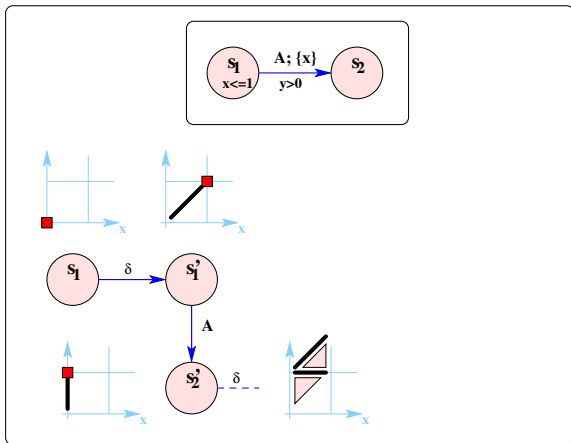 s1 A; {x} s2
x<=1 y>0
x x
s1 δ s1'
A
s2' δ
x x